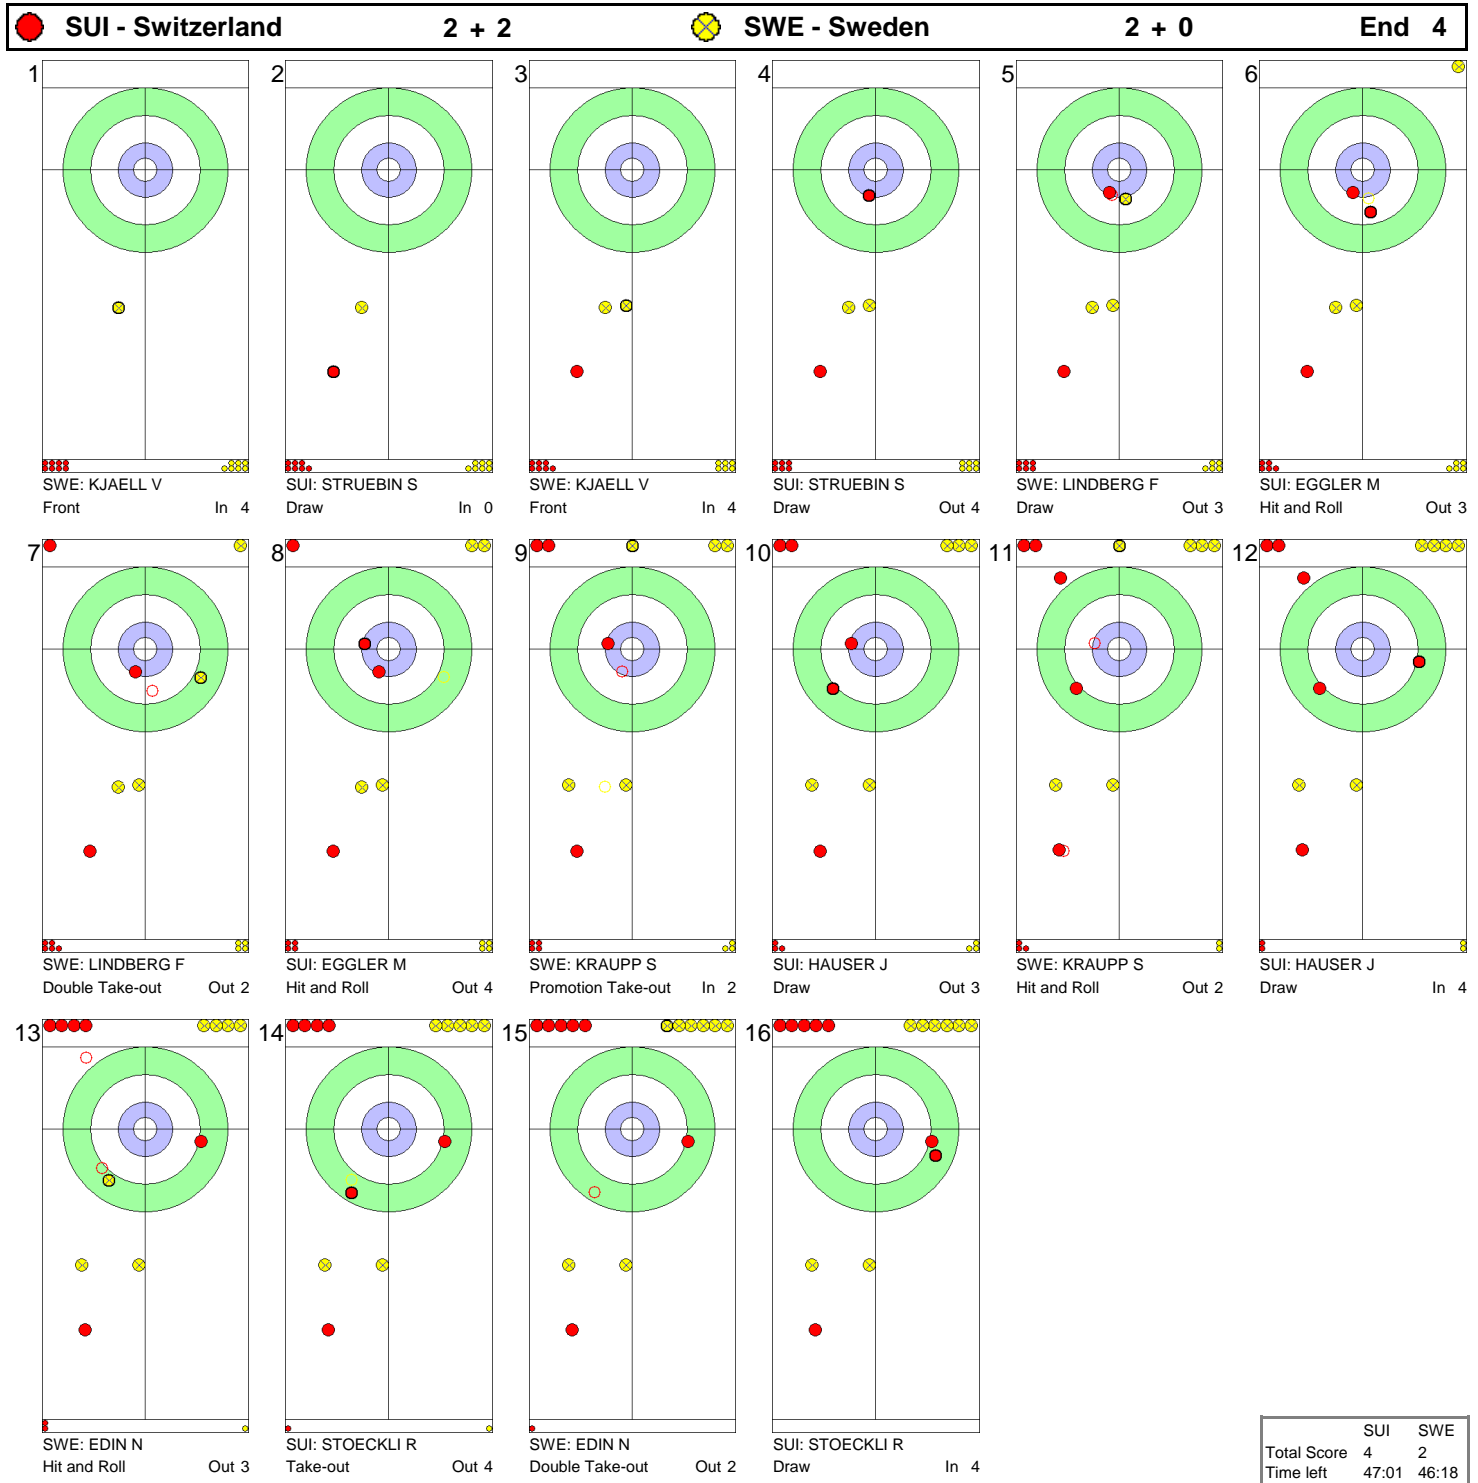 SUI - Switzerland 2 + 2 SWE - Sweden 2 + 0 End 4
1 2 3 4 5 6
SWE: KJAELL V SUI: STRUEBIN S SWE: KJAELL V SUI: STRUEBIN S SWE: LINDBERG F SUI: EGGLER M
Front In 4 Draw In 0 Front In 4 Draw Out 4 Draw Out 3 Hit and Roll Out 3
7 8 9 10 11 12
SWE: LINDBERG F SUI: EGGLER M SWE: KRAUPP S SUI: HAUSER J SWE: KRAUPP S SUI: HAUSER J
Double Take-out Out 2 Hit and Roll Out 4 Promotion Take-out In 2 Draw Out 3 Hit and Roll Out 2 Draw In 4
13 14 15 16
SWE: EDIN N SUI: STOECKLI R SWE: EDIN N SUI: STOECKLI R
Hit and Roll Out 3 Take-out Out 4 Double Take-out Out 2 Draw In 4
SUI SWE
Total Score 4 2
Time left 47:01 46:18